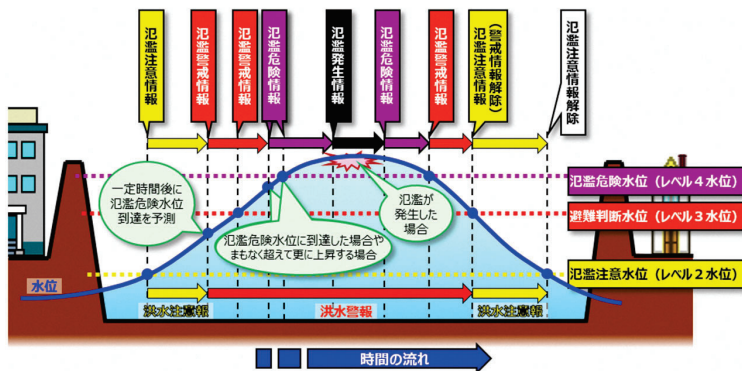 氾濫注意情報
氾濫警戒情報
氾濫警戒情報
氾濫危険情報
氾濫発生情報
氾濫危険情報
氾濫警戒情報
氾濫注意情報
(警戒情報解除)
氾濫注意情報解除
一定時間後に
氾濫危険水位
到達を予測
氾濫危険水位に到達した場合や
まもなく超えて更に上昇する場合
氾濫が
発生した
場合
氾濫危険水位(レベル4水位)
避難判断水位(レベル3水位)
氾濫注意水位(レベル2水位)
水位
洪水注意報
洪水警報
洪水注意報
時間の流れ